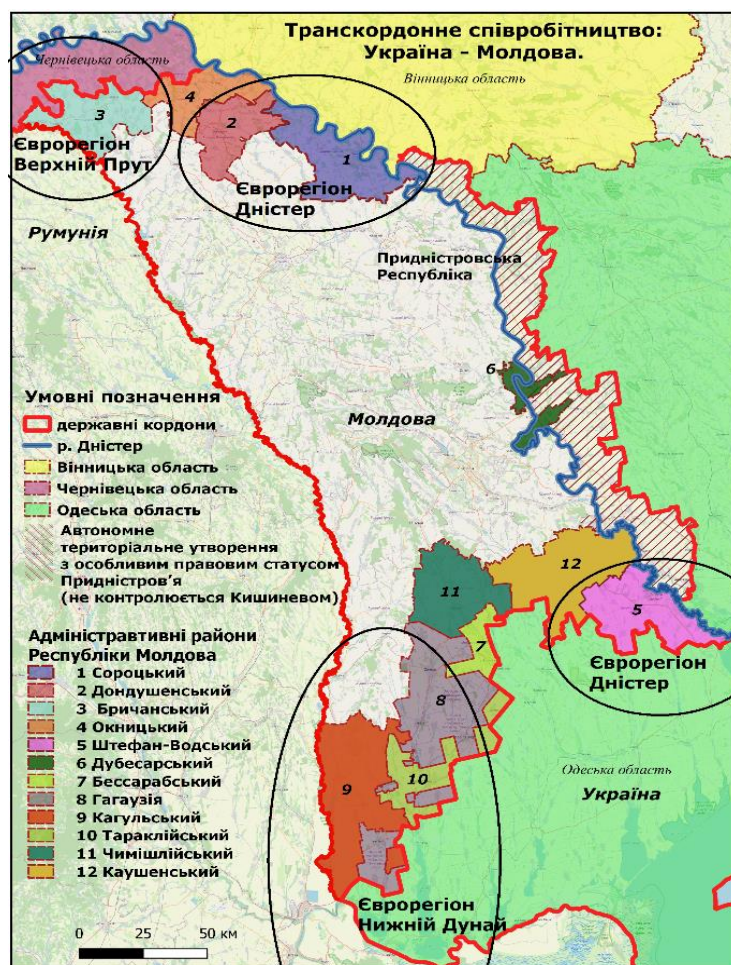 Транскордонне співробітництво:
Україна - Молдова.
Чернівецька область
Вінницька область
4
3
2
1
Єврорегіон
Верхній Прут
Єврорегіон
Дністер
Румунія
Придністровська
Республіка
6
Молдова
Умовні позначення
державні кордони
р. Дністер
Вінницька область
Чернівецька область
Одеська область
Автономне
територіальне утворення
з особливим правовим статусом
Придністров'я
(не контролюється Кишиневом)
12
11
5
7
Єврорегіон
Дністер
8
Адміністративні райони
Республіки Молдова
1 Сороцький
2 Дондушенський
3 Бричанський
4 Окницький
5 Штефан-Водський
6 Дубесарський
7 Бессарабський
8 Гагаузія
9 Кагульський
10 Тараклійський
11 Чимішлійський
12 Каушенський
9
10
Одеська область
Україна
Єврорегіон
Нижній Дунай
0 25 50 км